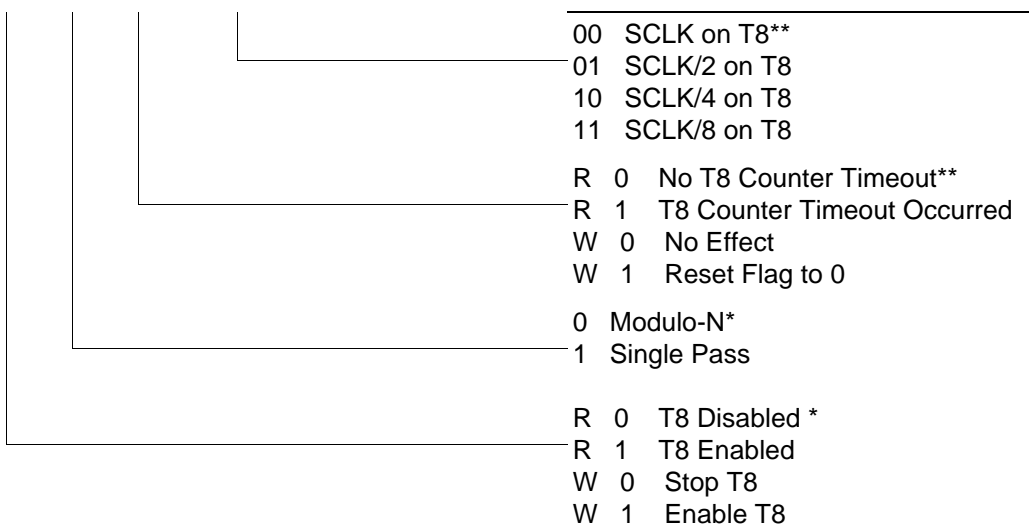 00 SCLK on T8**
01 SCLK/2 on T8
10 SCLK/4 on T8
11 SCLK/8 on T8
R 0 No T8 Counter Timeout**
R 1 T8 Counter Timeout Occurred
W 0 No Effect
W 1 Reset Flag to 0
0 Modulo-N*
1 Single Pass
R 0 T8 Disabled *
R 1 T8 Enabled
W 0 Stop T8
W 1 Enable T8